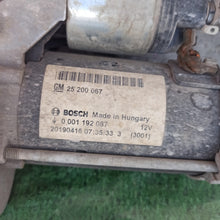 GM 25 200 067
BOSCH Made in Hungary
0 001 192 087 12V
20190416 07:35:33 3 (3001)